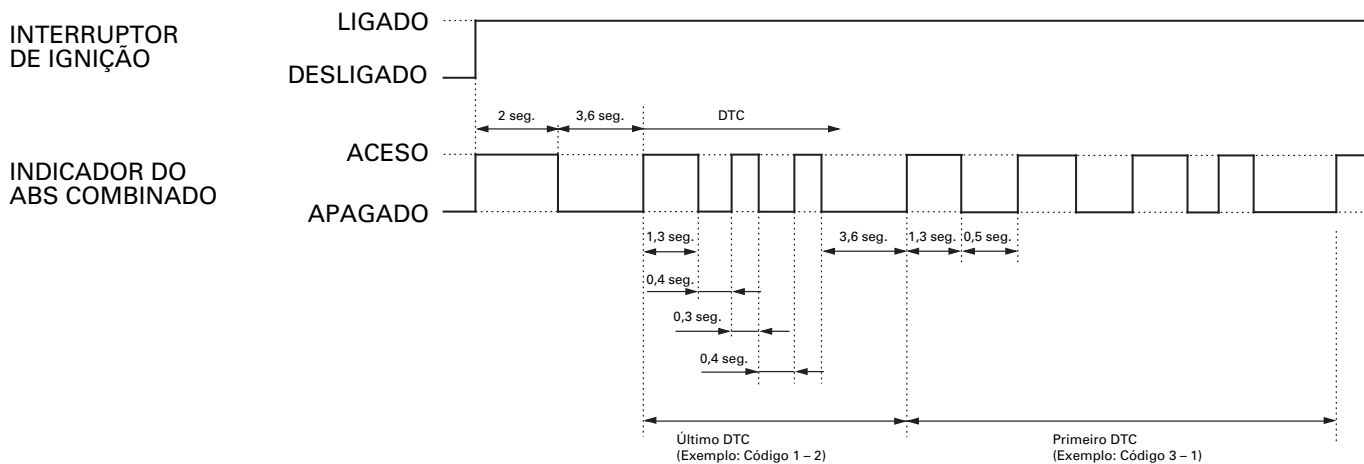 INTERRUPTOR
DE IGNIÇÃO
LIGADO
DESLIGADO
2 seg.
3,6 seg.
DTC
INDICADOR DO
ABS COMBINADO
ACESO
APAGADO
1,3 seg.
3,6 seg.
1,3 seg.
0,5 seg.
0,4 seg.
0,3 seg.
0,4 seg.
Último DTC
(Exemplo: Código 1 – 2)
Primeiro DTC
(Exemplo: Código 3 – 1)